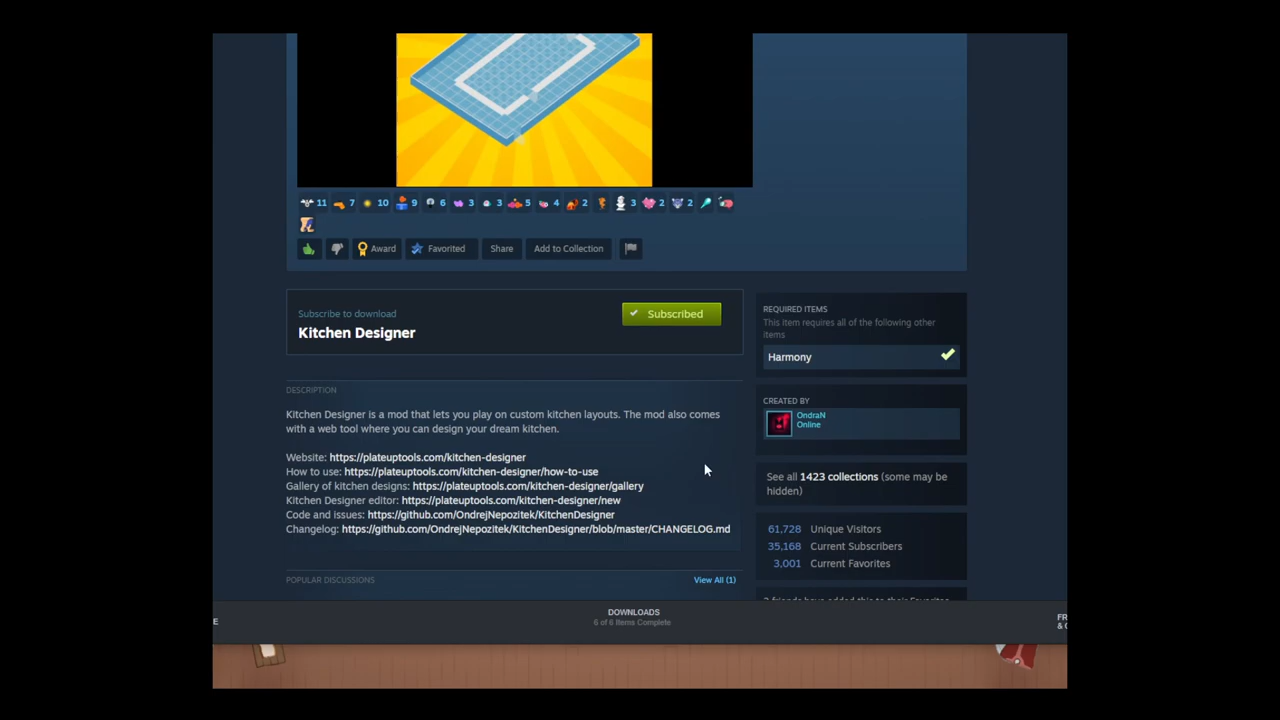 11 7 10 9 6 3 3 5 4 2 3 2 2
Award Favorited Share Add to Collection
Subscribe to download
Kitchen Designer
Subscribed
REQUIRED ITEMS
This item requires all of the following other
items
Harmony
DESCRIPTION
Kitchen Designer is a mod that lets you play on custom kitchen layouts. The mod also comes
with a web tool where you can design your dream kitchen.
Website: https://plateuptools.com/kitchen-designer
How to use: https://plateuptools.com/kitchen-designer/how-to-use
Gallery of kitchen designs: https://plateuptools.com/kitchen-designer/gallery
Kitchen Designer editor: https://plateuptools.com/kitchen-designer/new
Code and issues: https://github.com/OndrejNepozitek/KitchenDesigner
Changelog: https://github.com/OndrejNepozitek/KitchenDesigner/blob/master/CHANGELOG.md
CREATED BY
OndraN
Online
See all 1423 collections (some may be
hidden)
61,728 Unique Visitors
35,168 Current Subscribers
3,001 Current Favorites
POPULAR DISCUSSIONS
View All (1)
DOWNLOADS
6 of 6 Items Complete
E
FR
& C